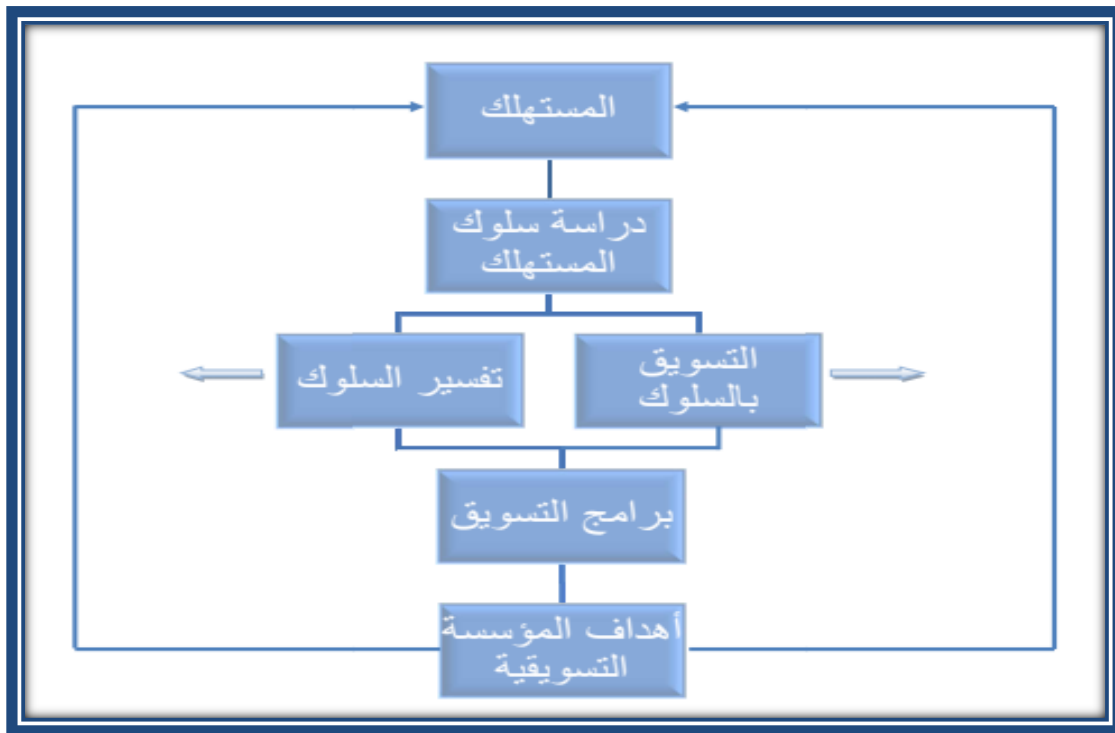 المستهلك
دراسة سلوك
المستهلك
التسويق
بالسلوك
تفسير السلوك
برامج التسويق
أهداف المؤسسة
التسويقية